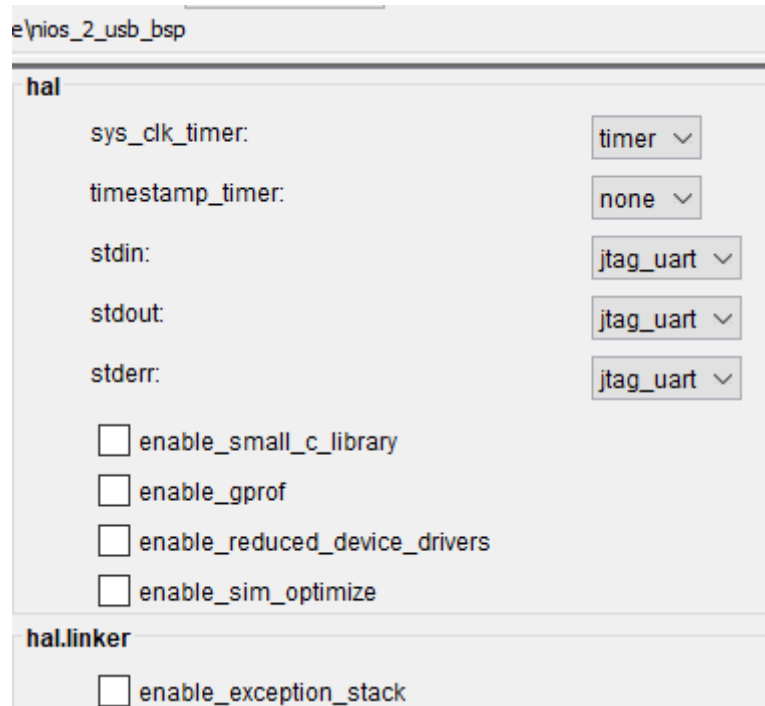 e\nios_2_usb_bsp
hal
sys_clk_timer: timer
timestamp_timer: none
stdin: jtag_uart
stdout: jtag_uart
stderr: jtag_uart
enable_small_c_library
enable_gprof
enable_reduced_device_drivers
enable_sim_optimize
hal.linker
enable_exception_stack